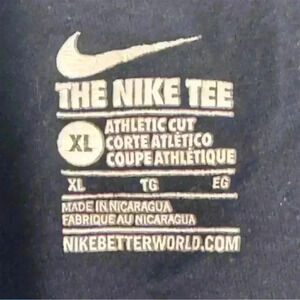 THE NIKE TEE
XL
ATHLETIC CUT
CORTE ATLÉTICO
COUPE ATHLÉTIQUE
XL TG EG
MADE IN NICARAGUA
FABRIQUE AU NICARAGUA
NIKEBETTERWORLD.COM